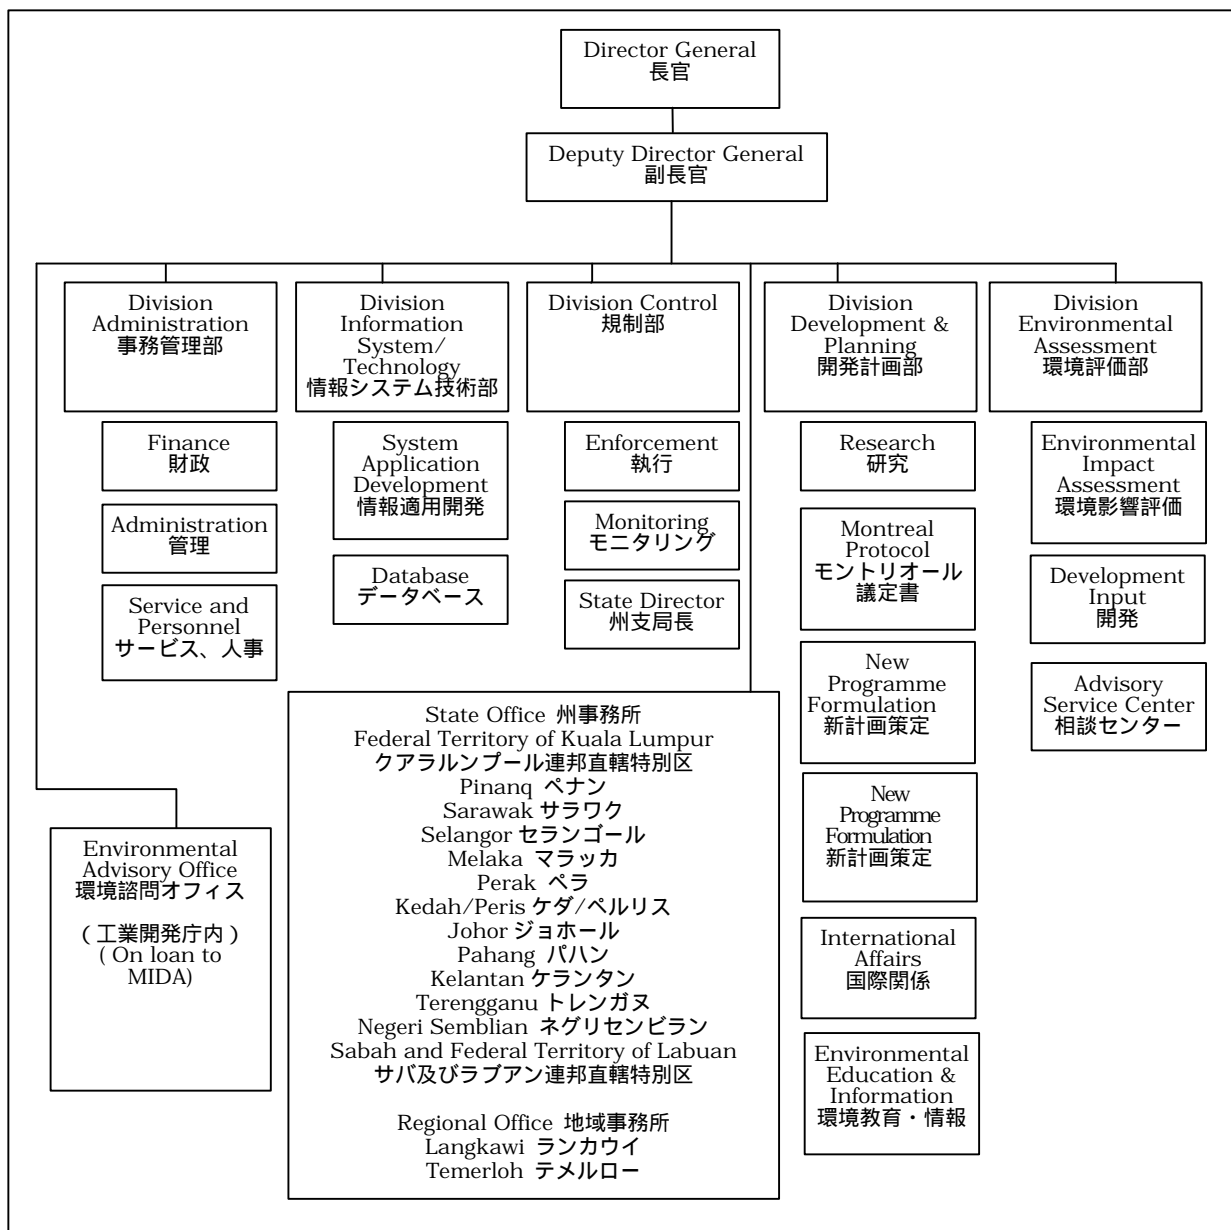 Director General
長官
Deputy Director General
副長官
Division
Administration
事務管理部
Division
Information
System/
Technology
情報システム技術部
Division Control
規制部
Division
Development &
Planning
開発計画部
Division
Environmental
Assessment
環境評価部
Finance
財政
Administration
管理
Service and
Personnel
サービス、人事
System
Application
Development
情報適用開発
Database
データベース
Enforcement
執行
Monitoring
モニタリング
State Director
州支局長
Research
研究
Montreal
Protocol
モントリオール
議定書
New
Programme
Formulation
新計画策定
New
Programme
Formulation
新計画策定
International
Affairs
国際関係
Environmental
Education &
Information
環境教育・情報
Environmental
Impact
Assessment
環境影響評価
Development
Input
開発
Advisory
Service Center
相談センター
State Office 州事務所
Federal Territory of Kuala Lumpur
クアラルンプール連邦直轄特別区
Pinanq ペナン
Sarawak サラワク
Selangor セランゴール
Melaka マラッカ
Perak ペラ
Kedah/Peris ケダ/ペルリス
Johor ジョホール
Pahang パハン
Kelantan ケランタン
Terengganu トレンガヌ
Negeri Semblian ネグリセンビラン
Sabah and Federal Territory of Labuan
サバ及びラブアン連邦直轄特別区
Regional Office 地域事務所
Langkawi ランカウイ
Temerloh テメルロー
Environmental
Advisory Office
環境諮問オフィス
（工業開発庁内）
( On loan to
MIDA)